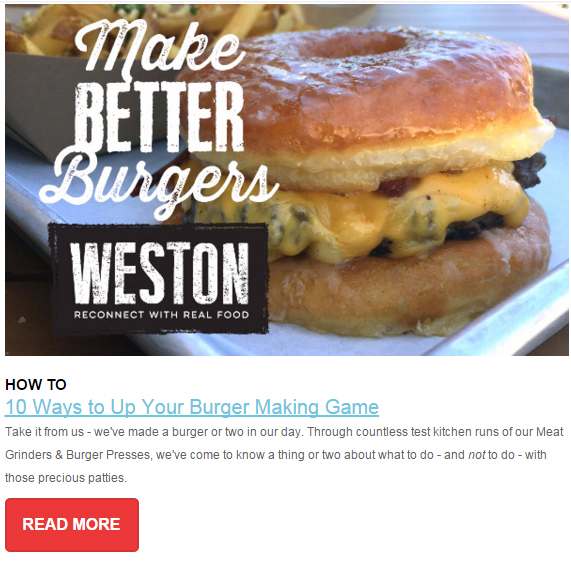 Make
BETTER
Burgers
WESTON
RECONNECT WITH REAL FOOD
HOW TO
10 Ways to Up Your Burger Making Game
Take it from us - we've made a burger or two in our day. Through countless test kitchen runs of our Meat
Grinders & Burger Presses, we've come to know a thing or two about what to do - and not to do - with
those precious patties.
READ MORE